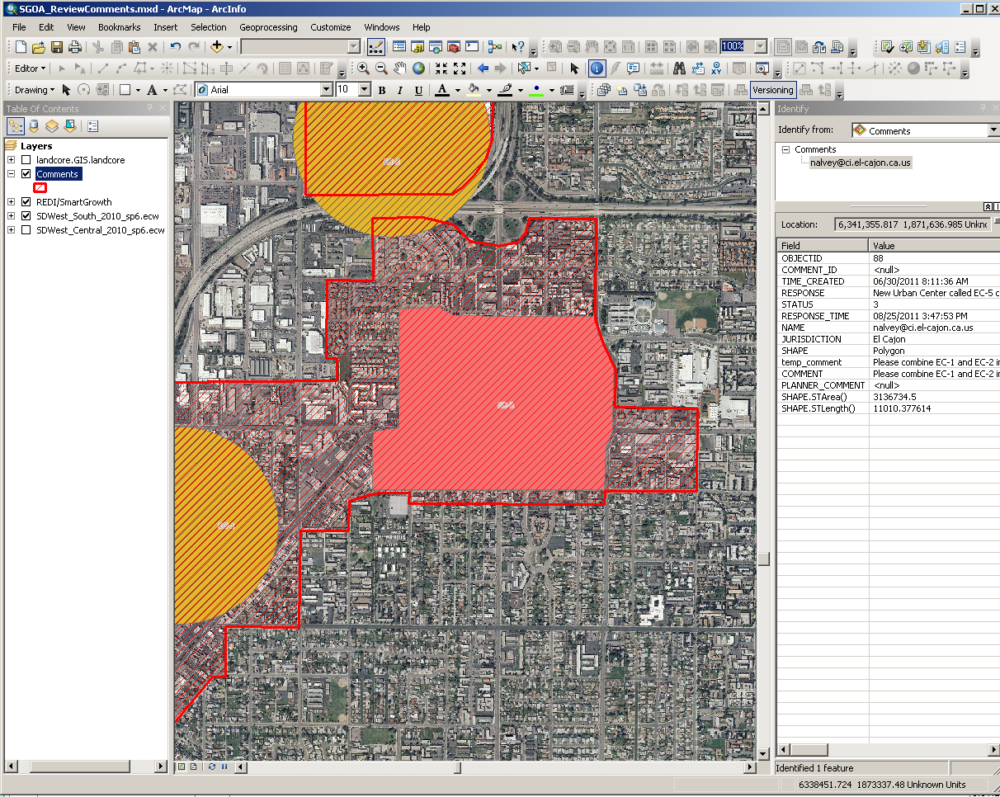 SGOA_ReviewComments.mxd - ArcMap - ArcInfo
File Edit View Bookmarks Insert Selection Geoprocessing Customize Windows Help
100%
Editor
Drawing A Arial 10 B I U A Versioning
Table Of Contents
Layers
landcore.GIS.landcore
Comments
REDI/SmartGrowth
SDWest_South_2010_sp6.ecw
SDWest_Central_2010_sp6.ecw
Identify
Identify from: Comments
Comments
nalvey@ci.el-cajon.ca.us
Location: 6,341,355.817 1,871,636.985 Unkno
Field Value
OBJECTID 88
COMMENT_ID <null>
TIME_CREATED 06/30/2011 8:11:36 AM
RESPONSE New Urban Center called EC-5 c
STATUS 3
RESPONSE_TIME 08/25/2011 3:47:53 PM
NAME nalvey@ci.el-cajon.ca.us
JURISDICTION El Cajon
SHAPE Polygon
temp_comment Please combine EC-1 and EC-2 in
COMMENT Please combine EC-1 and EC-2 in
PLANNER_COMMENT <null>
SHAPE.STArea() 3136734.5
SHAPE.STLength() 11010.377614
Identified 1 feature
6338451.724 1873337.48 Unknown Units